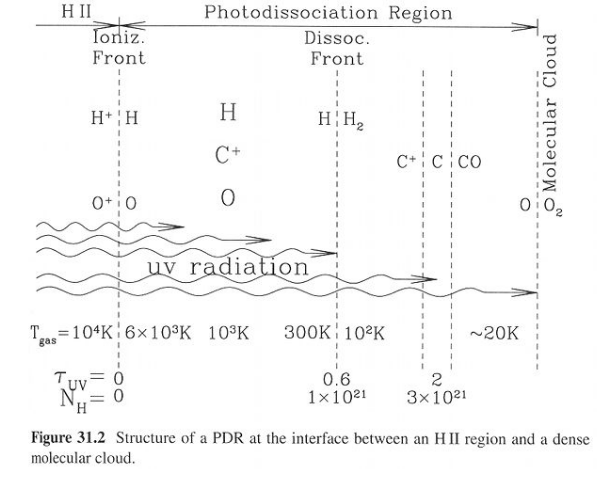 H II Photodissociation Region
Ioniz. Front
Dissoc. Front
Molecular Cloud
H⁺ H
H
H H₂
C⁺
C⁺ C CO
O⁺ O
O
O O₂
uv radiation
T_gas=10⁴K 6×10³K 10³K 300K 10²K ~20K
τ_UV= 0 0.6 2
N_H= 0 1×10²¹ 3×10²¹
Figure 31.2 Structure of a PDR at the interface between an H II region and a dense
molecular cloud.